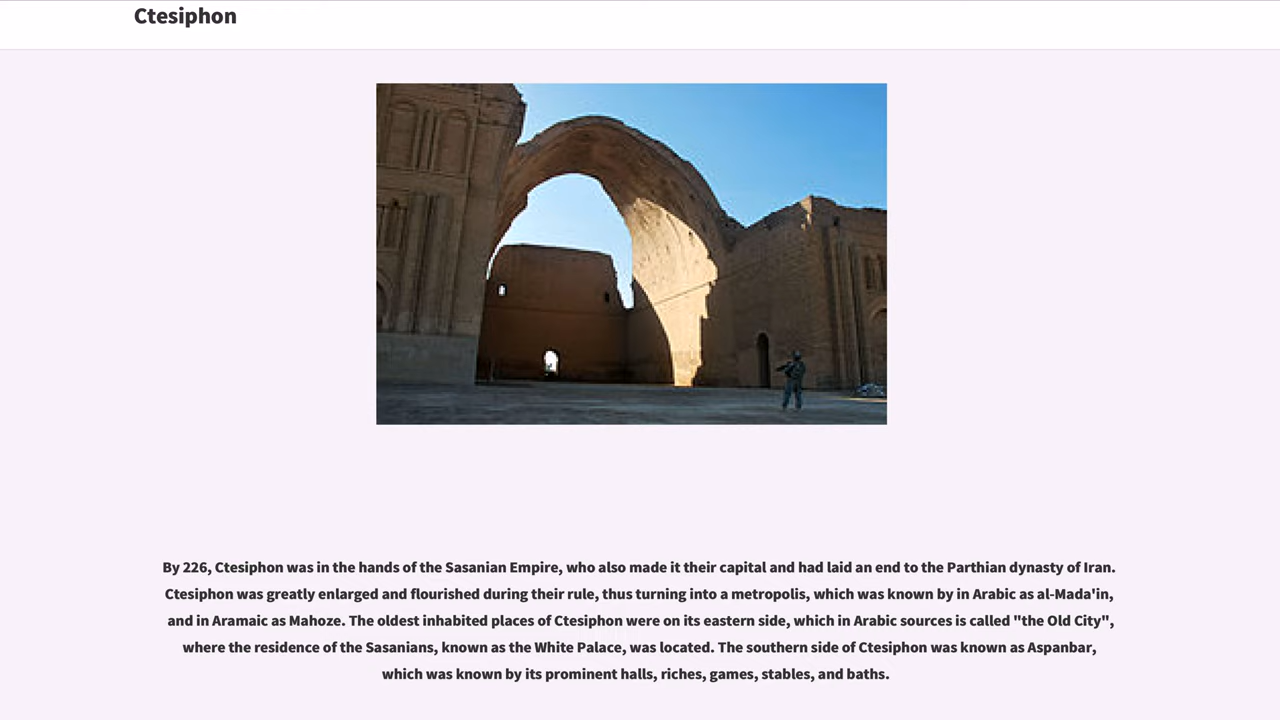 Ctesiphon
By 226, Ctesiphon was in the hands of the Sasanian Empire, who also made it their capital and had laid an end to the Parthian dynasty of Iran.
Ctesiphon was greatly enlarged and flourished during their rule, thus turning into a metropolis, which was known by in Arabic as al-Mada'in,
and in Aramaic as Mahoze. The oldest inhabited places of Ctesiphon were on its eastern side, which in Arabic sources is called "the Old City",
where the residence of the Sasanians, known as the White Palace, was located. The southern side of Ctesiphon was known as Aspanbar,
which was known by its prominent halls, riches, games, stables, and baths.